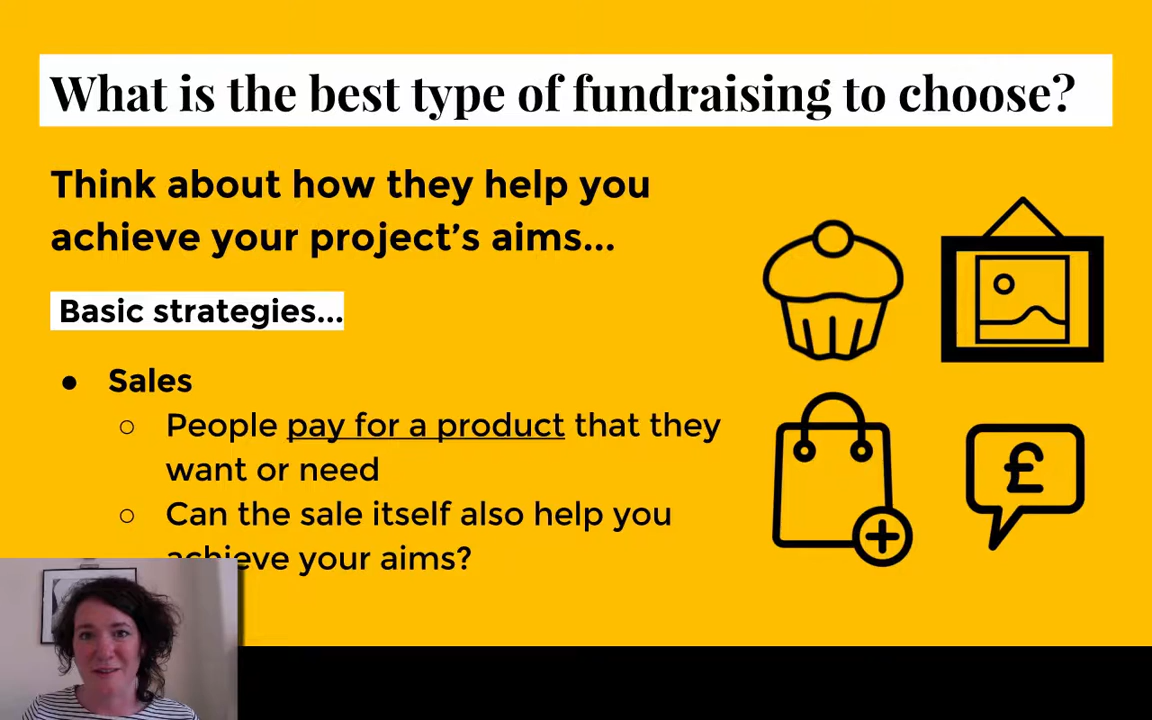 What is the best type of fundraising to choose?
Think about how they help you
achieve your project’s aims...
Basic strategies...
● Sales
○ People pay for a product that they
want or need
○ Can the sale itself also help you
achieve your aims?
£